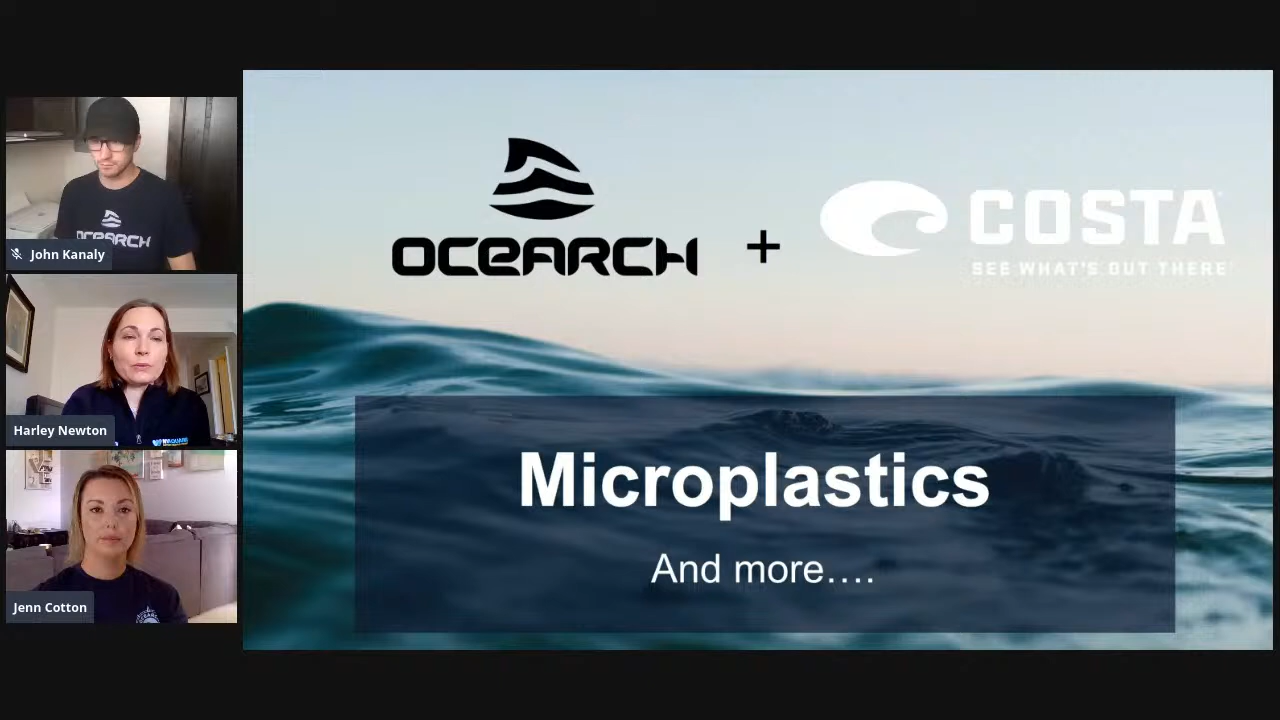 OCEARCH
John Kanaly
Harley Newton
Jenn Cotton
OCEARCH
+
COSTA
SEE WHAT'S OUT THERE
Microplastics
And more....